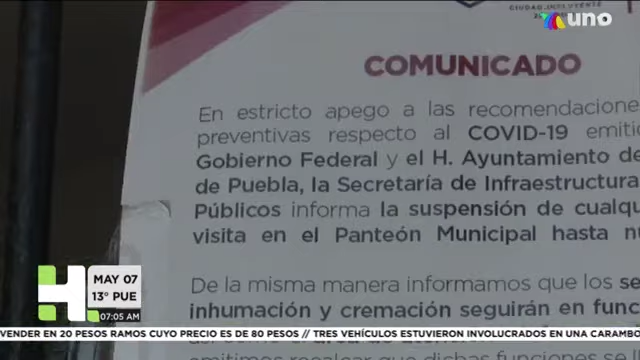 CIUDAD INCLUYENTE
uno
COMUNICADO
En estricto apego a las recomendacione
preventivas respecto al COVID-19 emitid
Gobierno Federal y el H. Ayuntamiento de
de Puebla, la Secretaría de Infraestructura
Públicos informa la suspensión de cualqu
visita en el Panteón Municipal hasta nu
De la misma manera informamos que los se
inhumación y cremación seguirán en func
MAY 07
13° PUE
07:05 AM
VENDER EN 20 PESOS RAMOS CUYO PRECIO ES DE 80 PESOS // TRES VEHÍCULOS ESTUVIERON INVOLUCRADOS EN UNA CARAMBO